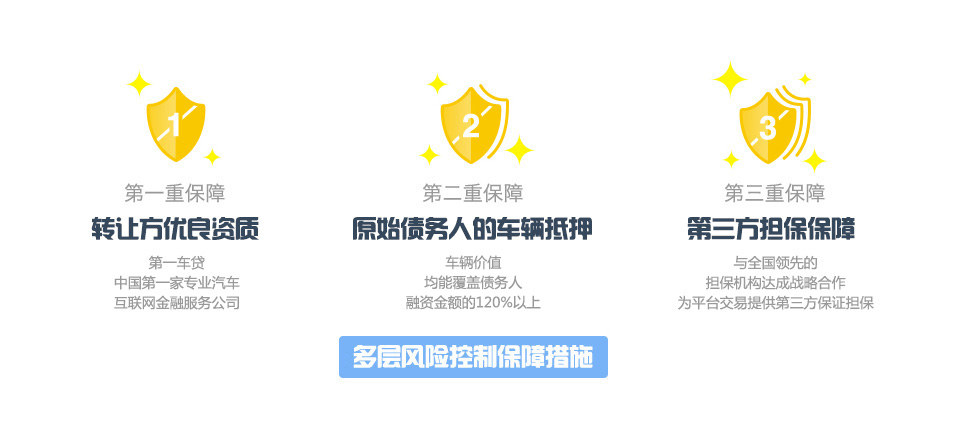 1
第一重保障
转让方优良资质
第一车贷
中国第一家专业汽车
互联网金融服务公司
2
第二重保障
原始债务人的车辆抵押
车辆价值
均能覆盖债务人
融资金额的120%以上
3
第三重保障
第三方担保保障
与全国领先的
担保机构达成战略合作
为平台交易提供第三方保证担保
多层风险控制保障措施